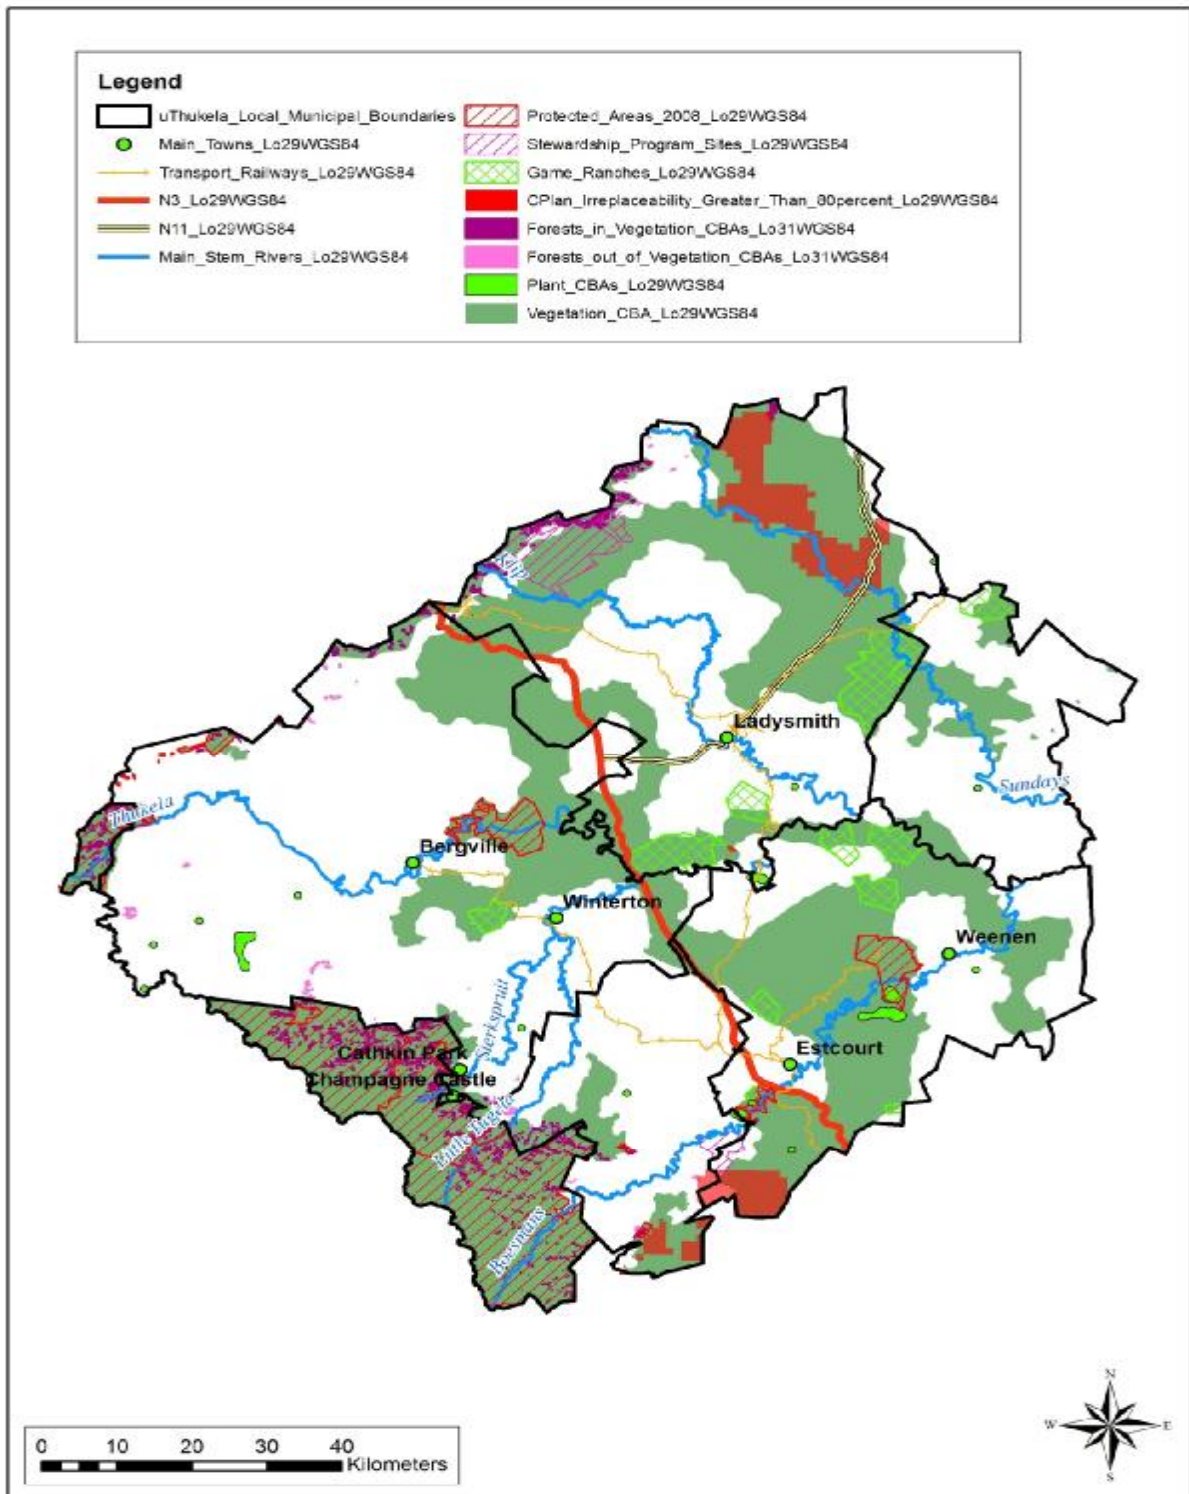 Legend
uThukela_Local_Municipal_Boundaries
Main_Towns_Lo29WGS84
Transport_Railways_Lo29WGS84
N3_Lo29WGS84
N11_Lo29WGS84
Main_Stem_Rivers_Lo29WGS84
Protected_Areas_2008_Lo29WGS84
Stewardship_Program_Sites_Lo29WGS84
Game_Ranches_Lo29WGS84
CPlan_Irreplaceability_Greater_Than_80percent_Lo29WGS84
Forests_in_Vegetation_CBAs_Lo31WGS84
Forests_out_of_Vegetation_CBAs_Lo31WGS84
Plant_CBAs_Lo29WGS84
Vegetation_CBA_Lo29WGS84
Klip
Ladysmith
Sundays
Thukela
Bergville
Winterton
Weenen
Sterkspruit
Estcourt
Cathkin Park
Champagne Castle
Little Tugela
Boesmans
N
W E
S
0 10 20 30 40
Kilometers